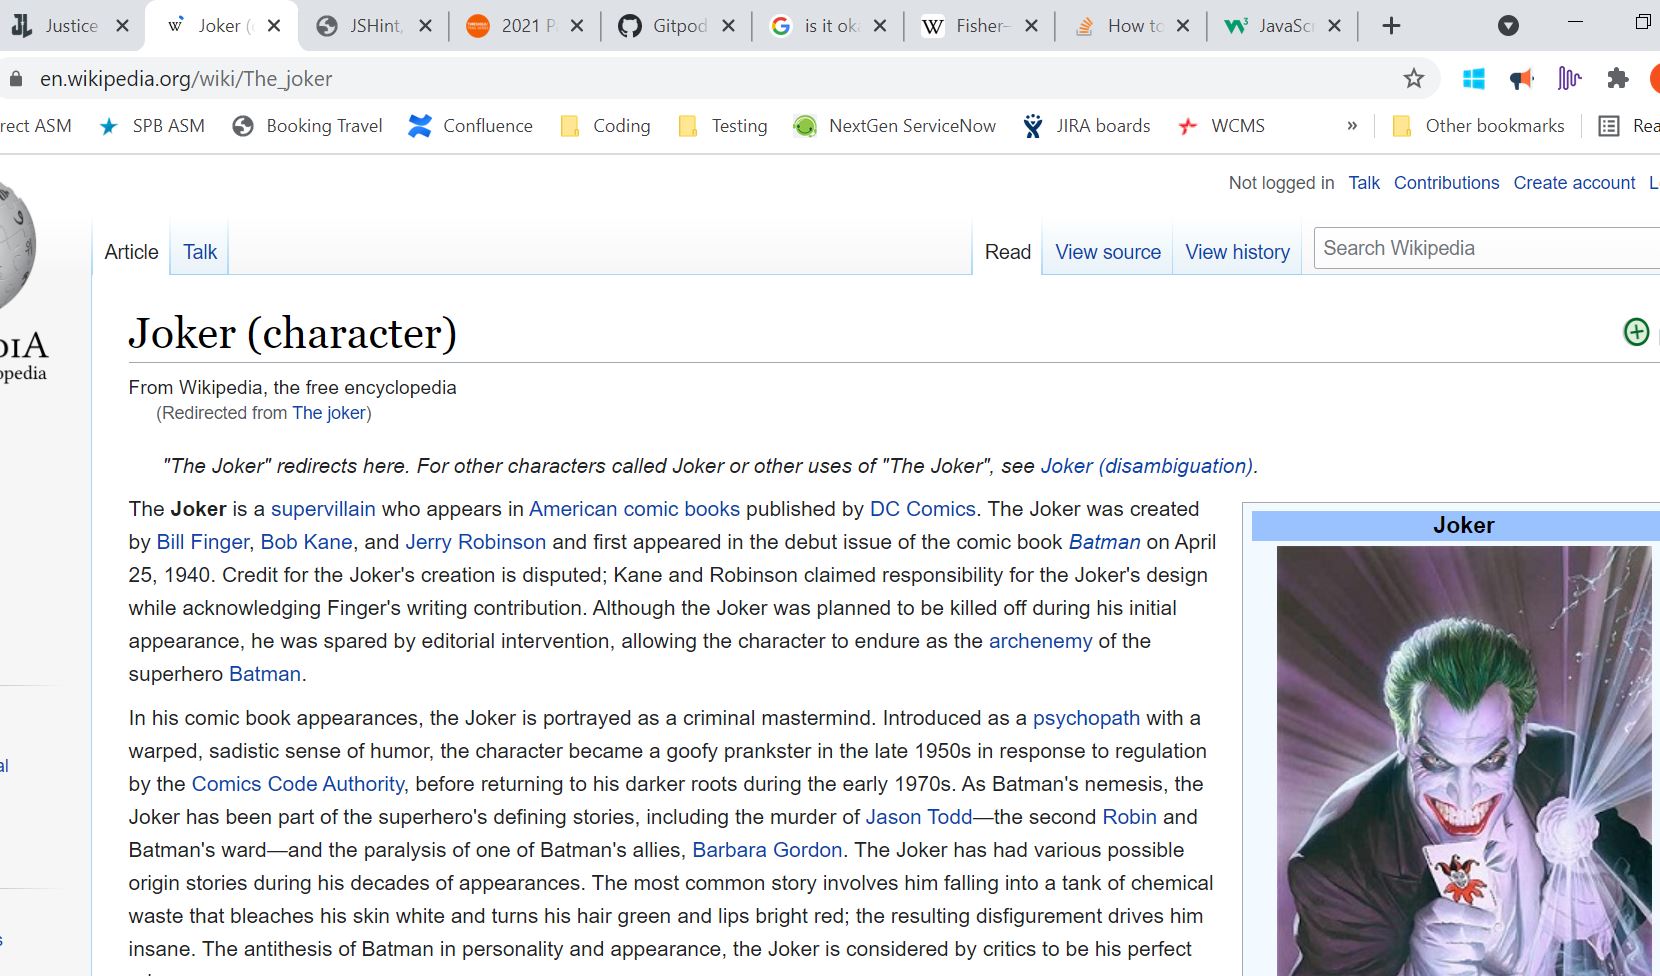 Justice
Joker (
JSHint,
2021 P
Gitpod
is it ok
Fisher–
How to
JavaScr
en.wikipedia.org/wiki/The_joker
rect ASM
SPB ASM
Booking Travel
Confluence
Coding
Testing
NextGen ServiceNow
JIRA boards
WCMS
»
Other bookmarks
Rea
Not logged in Talk Contributions Create account L
Article Talk
Read View source View history
Search Wikipedia
DIA
opedia
Joker (character)
From Wikipedia, the free encyclopedia
(Redirected from The joker)
"The Joker" redirects here. For other characters called Joker or other uses of "The Joker", see Joker (disambiguation).
The Joker is a supervillain who appears in American comic books published by DC Comics. The Joker was created
by Bill Finger, Bob Kane, and Jerry Robinson and first appeared in the debut issue of the comic book Batman on April
25, 1940. Credit for the Joker's creation is disputed; Kane and Robinson claimed responsibility for the Joker's design
while acknowledging Finger's writing contribution. Although the Joker was planned to be killed off during his initial
appearance, he was spared by editorial intervention, allowing the character to endure as the archenemy of the
superhero Batman.
In his comic book appearances, the Joker is portrayed as a criminal mastermind. Introduced as a psychopath with a
warped, sadistic sense of humor, the character became a goofy prankster in the late 1950s in response to regulation
by the Comics Code Authority, before returning to his darker roots during the early 1970s. As Batman's nemesis, the
Joker has been part of the superhero's defining stories, including the murder of Jason Todd—the second Robin and
Batman's ward—and the paralysis of one of Batman's allies, Barbara Gordon. The Joker has had various possible
origin stories during his decades of appearances. The most common story involves him falling into a tank of chemical
waste that bleaches his skin white and turns his hair green and lips bright red; the resulting disfigurement drives him
insane. The antithesis of Batman in personality and appearance, the Joker is considered by critics to be his perfect
Joker
al
s